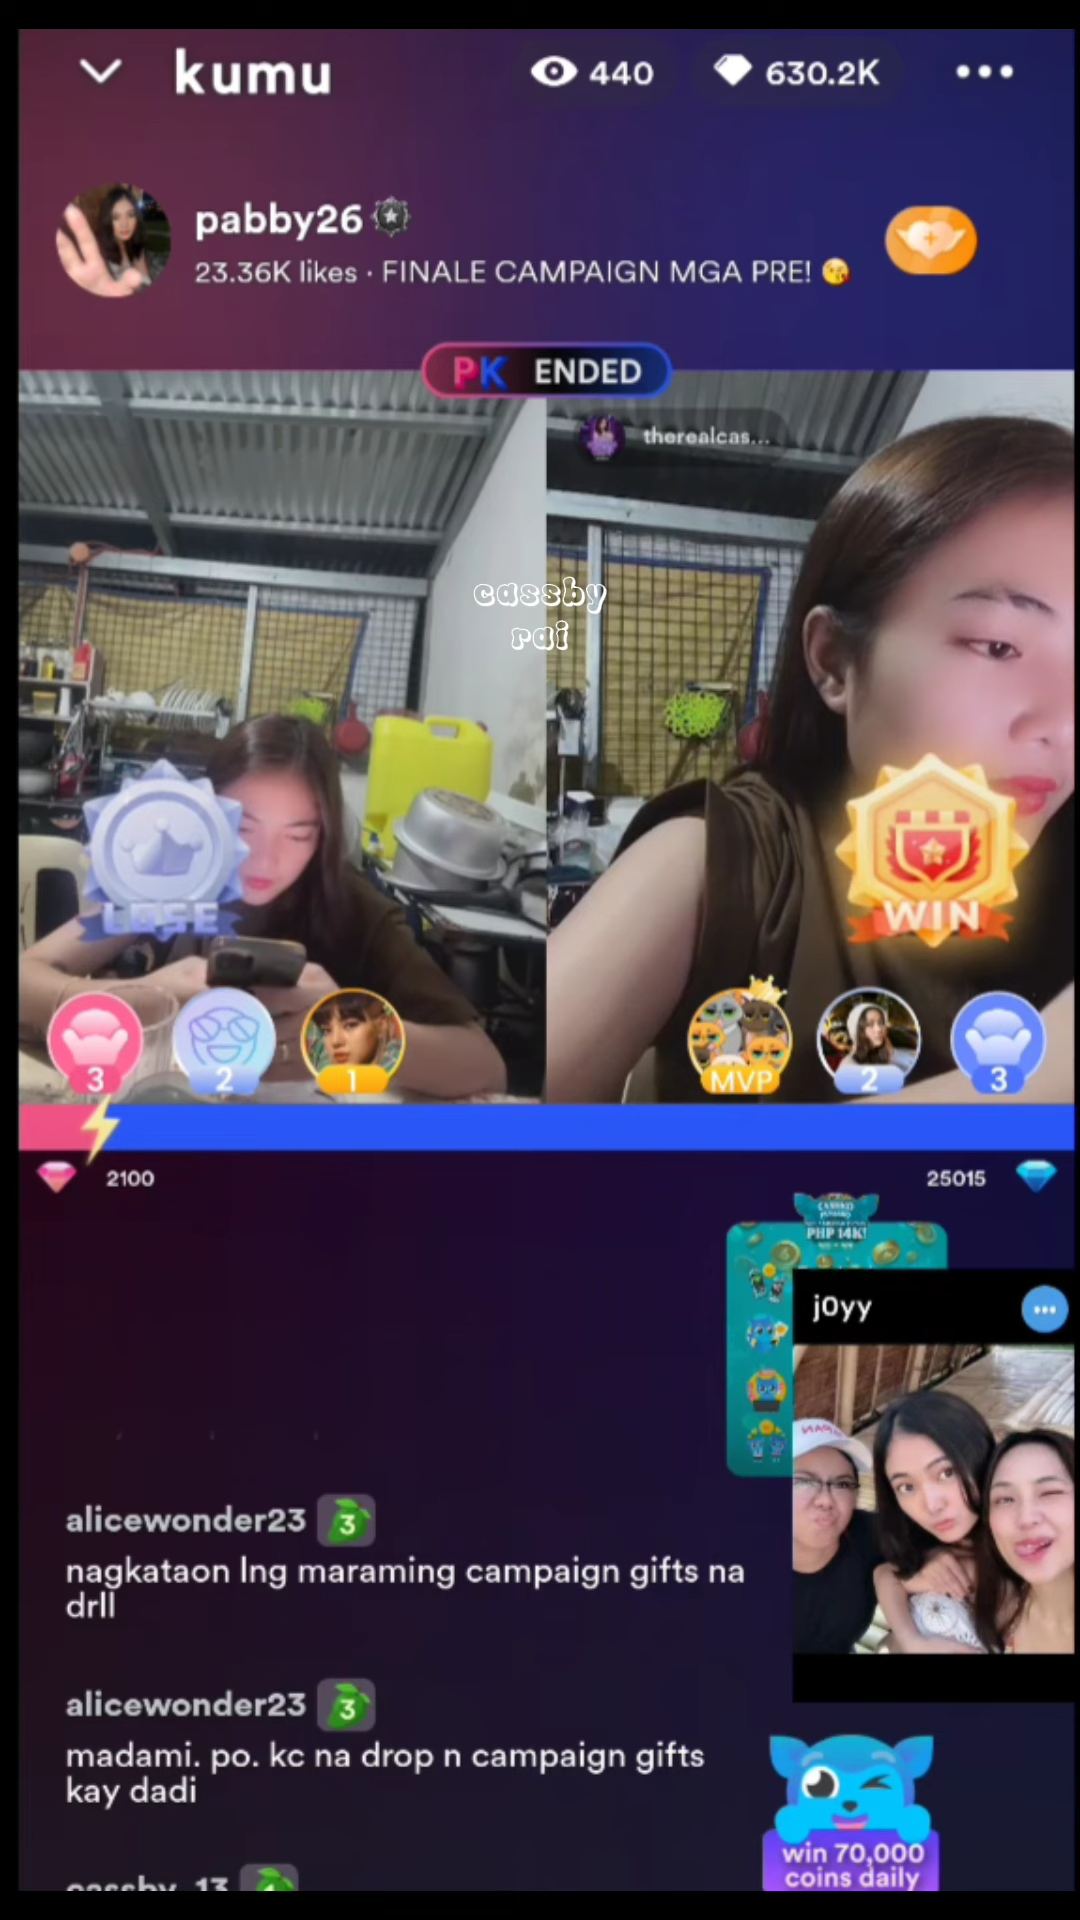 kumu 440 630.2K
pabby26
23.36K likes · FINALE CAMPAIGN MGA PRE! 😘
PK ENDED
therealcas...
cassby
rai
LOSE
WIN
3 2 1 MVP 2 3
2100 25015
PHP 14K!
j0yy
alicewonder23 3
nagkataon lng maraming campaign gifts na
drll
alicewonder23 3
madami. po. kc na drop n campaign gifts
kay dadi
win 70,000
coins daily
cassby_13